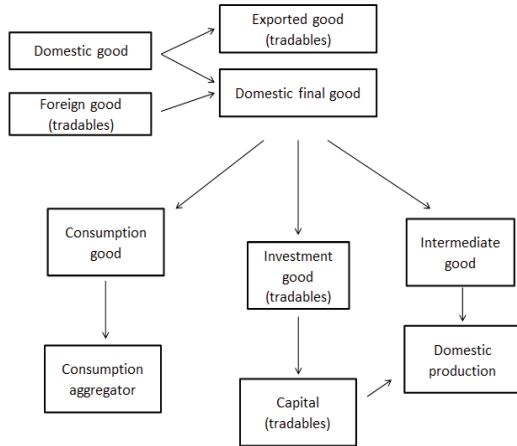 Exported good
(tradables)
Domestic good
Domestic final good
Foreign good
(tradables)
Consumption
good
Investment
good
(tradables)
Intermediate
good
Consumption
aggregator
Capital
(tradables)
Domestic
production